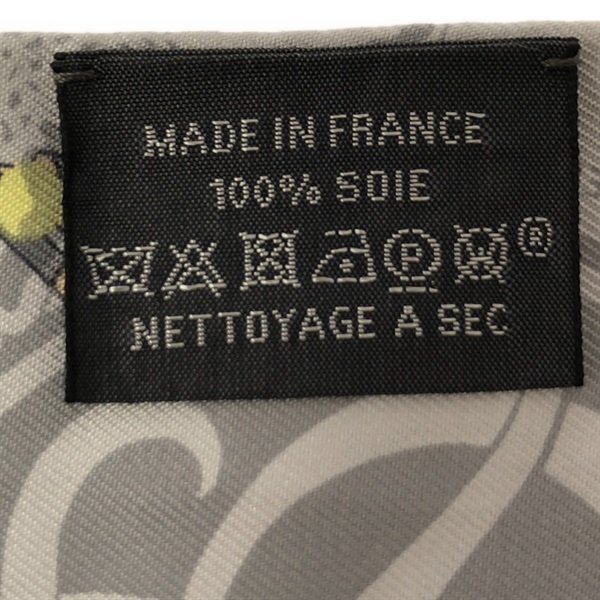 MADE IN FRANCE
100% SOIE
P W ®
NETTOYAGE A SEC